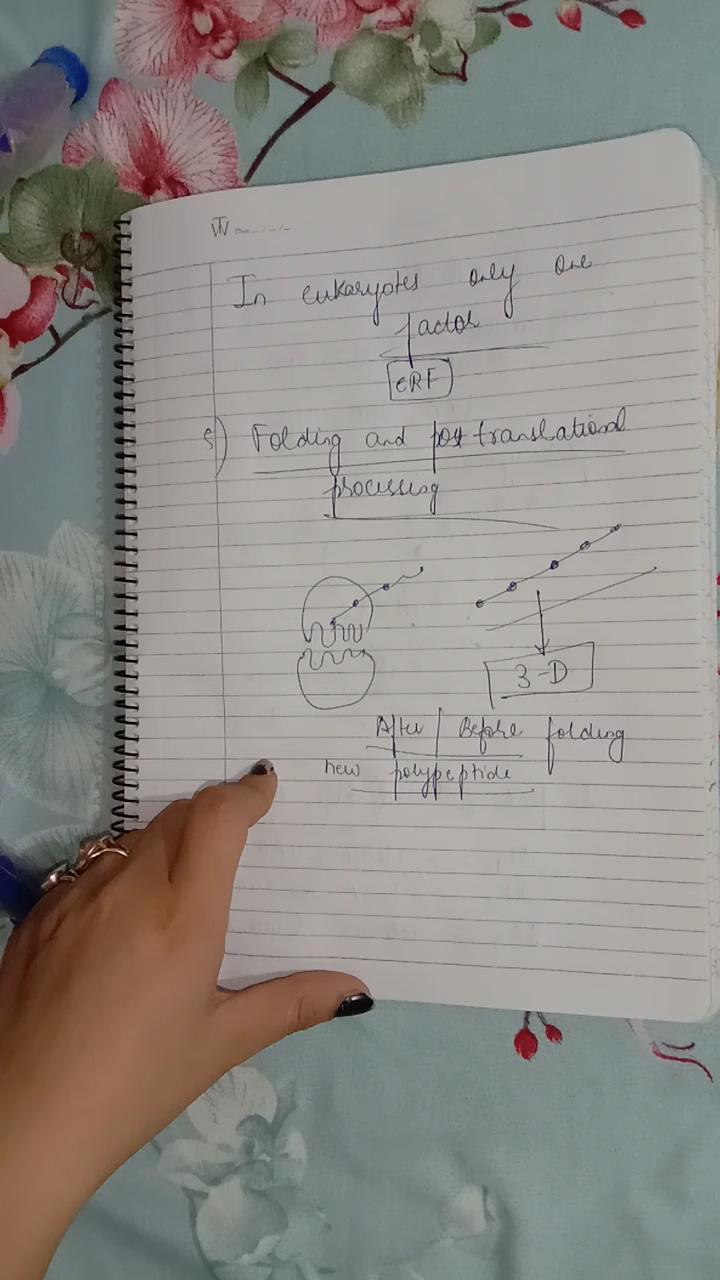 In eukaryotes only one
factor
eRF
5) Folding and post translational
processing
3-D
After / Before folding
new polypeptide